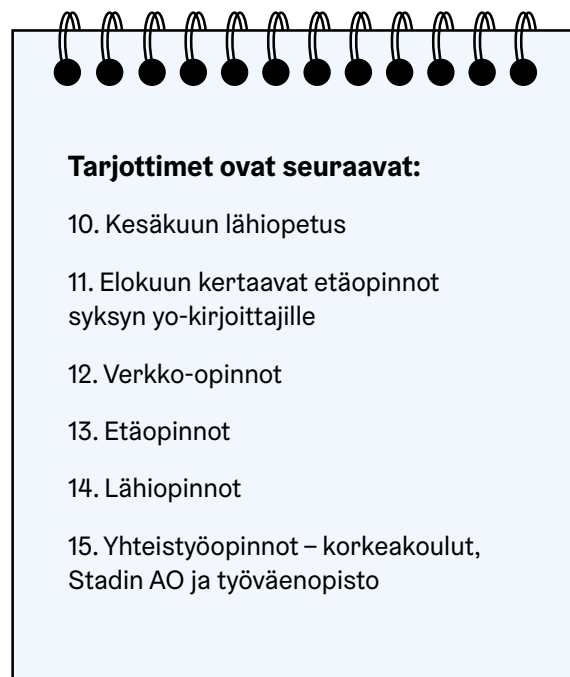 Tarjottimet ovat seuraavat:
10. Kesäkuun lähiopetus
11. Elokuun kertaavat etäopinnot
syksyn yo-kirjoittajille
12. Verkko-opinnot
13. Etäopinnot
14. Lähiopinnot
15. Yhteistyöopinnot – korkeakoulut,
Stadin AO ja työväenopisto